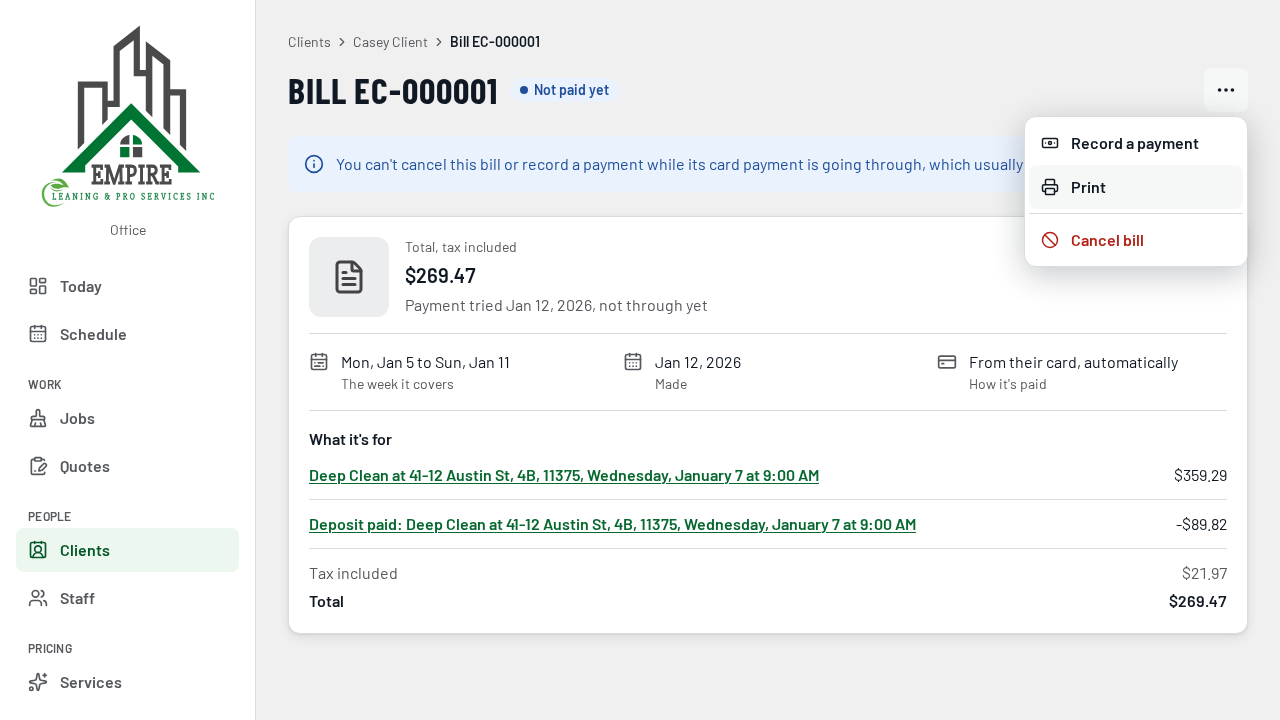 EMPIRE
LEANING & PRO SERVICES INC
Office
Today
Schedule
WORK
Jobs
Quotes
PEOPLE
Clients
Staff
PRICING
Services
Clients > Casey Client > Bill EC-000001
BILL EC-000001
Not paid yet
Record a payment
Print
Cancel bill
You can't cancel this bill or record a payment while its card payment is going through, which usually
Total, tax included
$269.47
Payment tried Jan 12, 2026, not through yet
Mon, Jan 5 to Sun, Jan 11
The week it covers
Jan 12, 2026
Made
From their card, automatically
How it's paid
What it's for
Deep Clean at 41-12 Austin St, 4B, 11375, Wednesday, January 7 at 9:00 AM $359.29
Deposit paid: Deep Clean at 41-12 Austin St, 4B, 11375, Wednesday, January 7 at 9:00 AM -$89.82
Tax included $21.97
Total $269.47